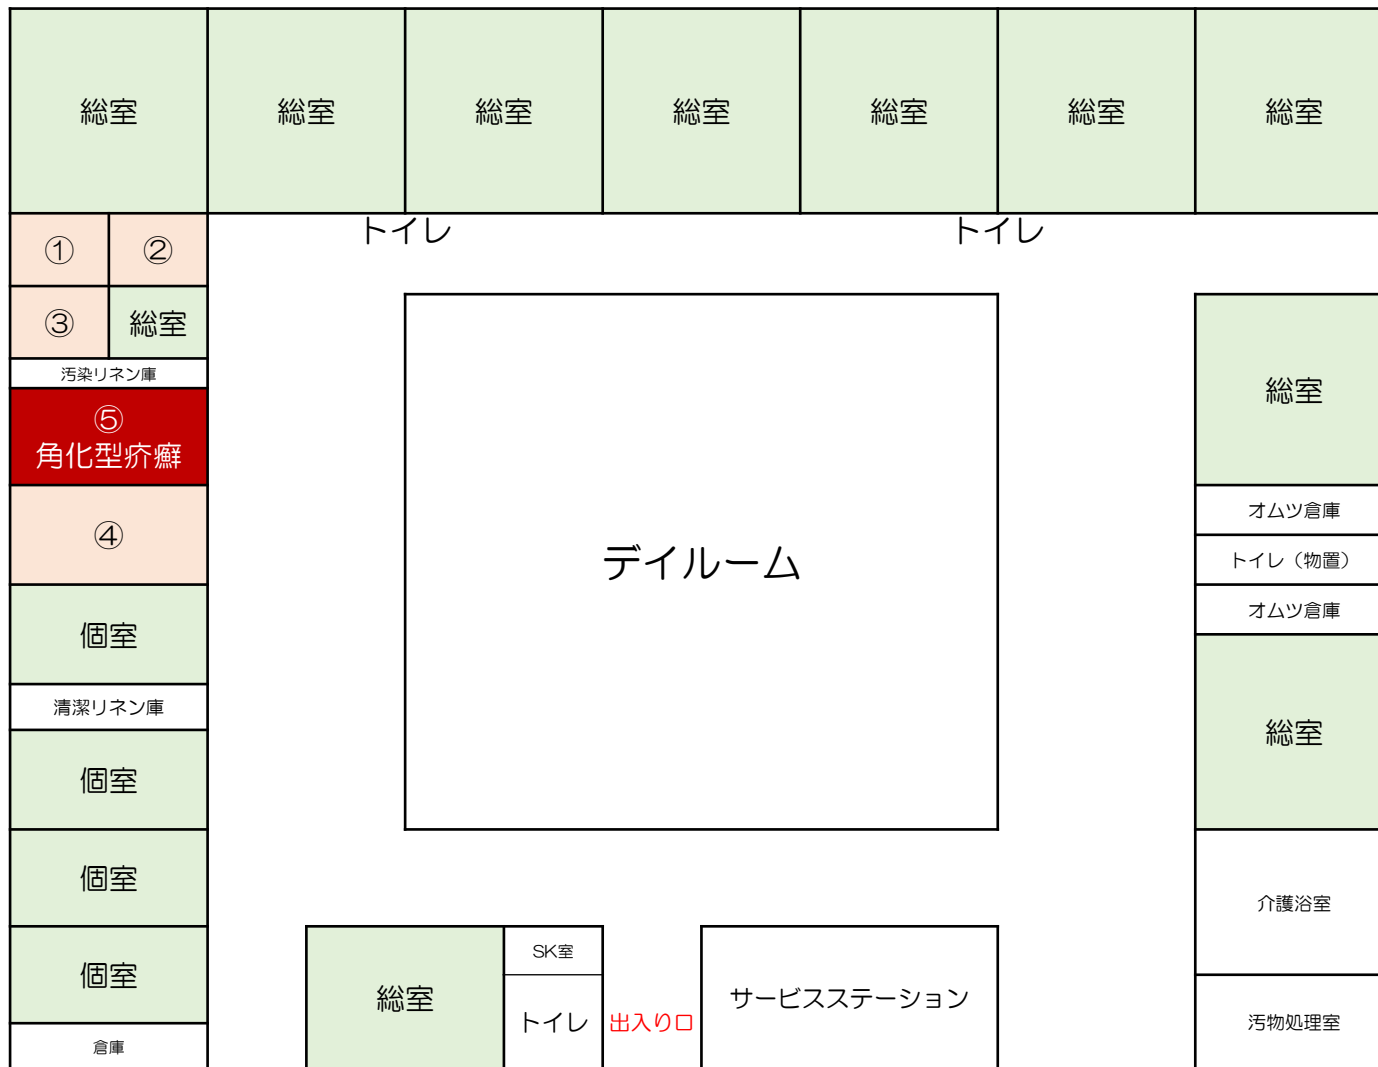 総室 総室 総室 総室 総室 総室 総室
トイレ トイレ
① ②
③ 総室
汚染リネン庫
⑤
角化型疥癬
④
個室
清潔リネン庫
個室
個室
個室
倉庫
デイルーム
総室
オムツ倉庫
トイレ（物置）
オムツ倉庫
総室
介護浴室
汚物処理室
総室
SK室
トイレ
出入り口
サービスステーション